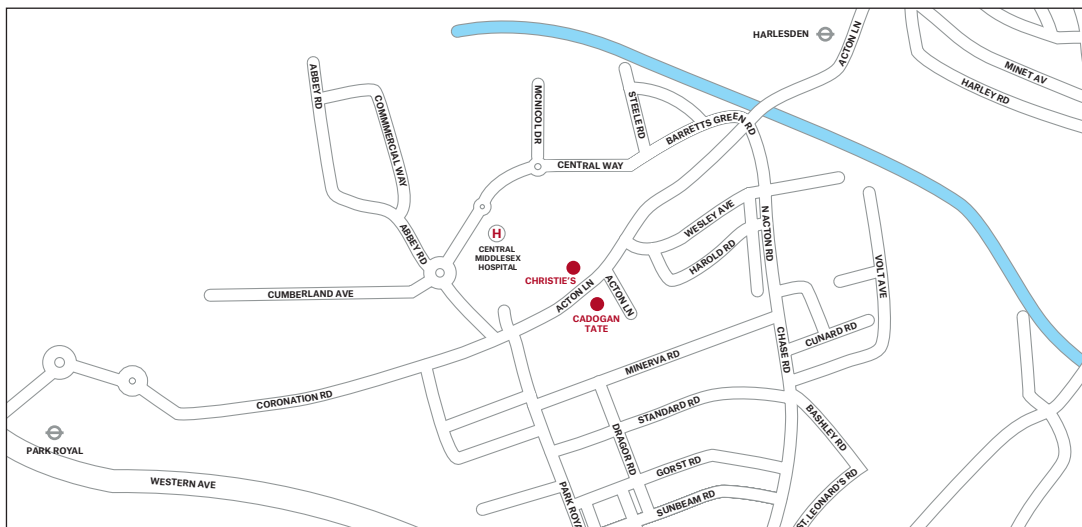 HARLESDEN
ACTON LN
MINET AV
HARLEY RD
ABBEY RD
COMMMERCIAL WAY
MCNICOL DR
STEELE RD
BARRETTS GREEN RD
CENTRAL WAY
H
CENTRAL
MIDDLESEX
HOSPITAL
ABBEY RD
WESLEY AVE
N ACTON RD
HAROLD RD
VOLT AVE
CHRISTIE'S
ACTON LN
ACTON LN
CUMBERLAND AVE
CADOGAN
TATE
CUNARD RD
CHASE RD
MINERVA RD
CORONATION RD
STANDARD RD
BASHLEY RD
DRAGOR RD
PARK ROYAL
GORST RD
WESTERN AVE
PARK ROYA
SUNBEAM RD
ST. LEONARD'S RD